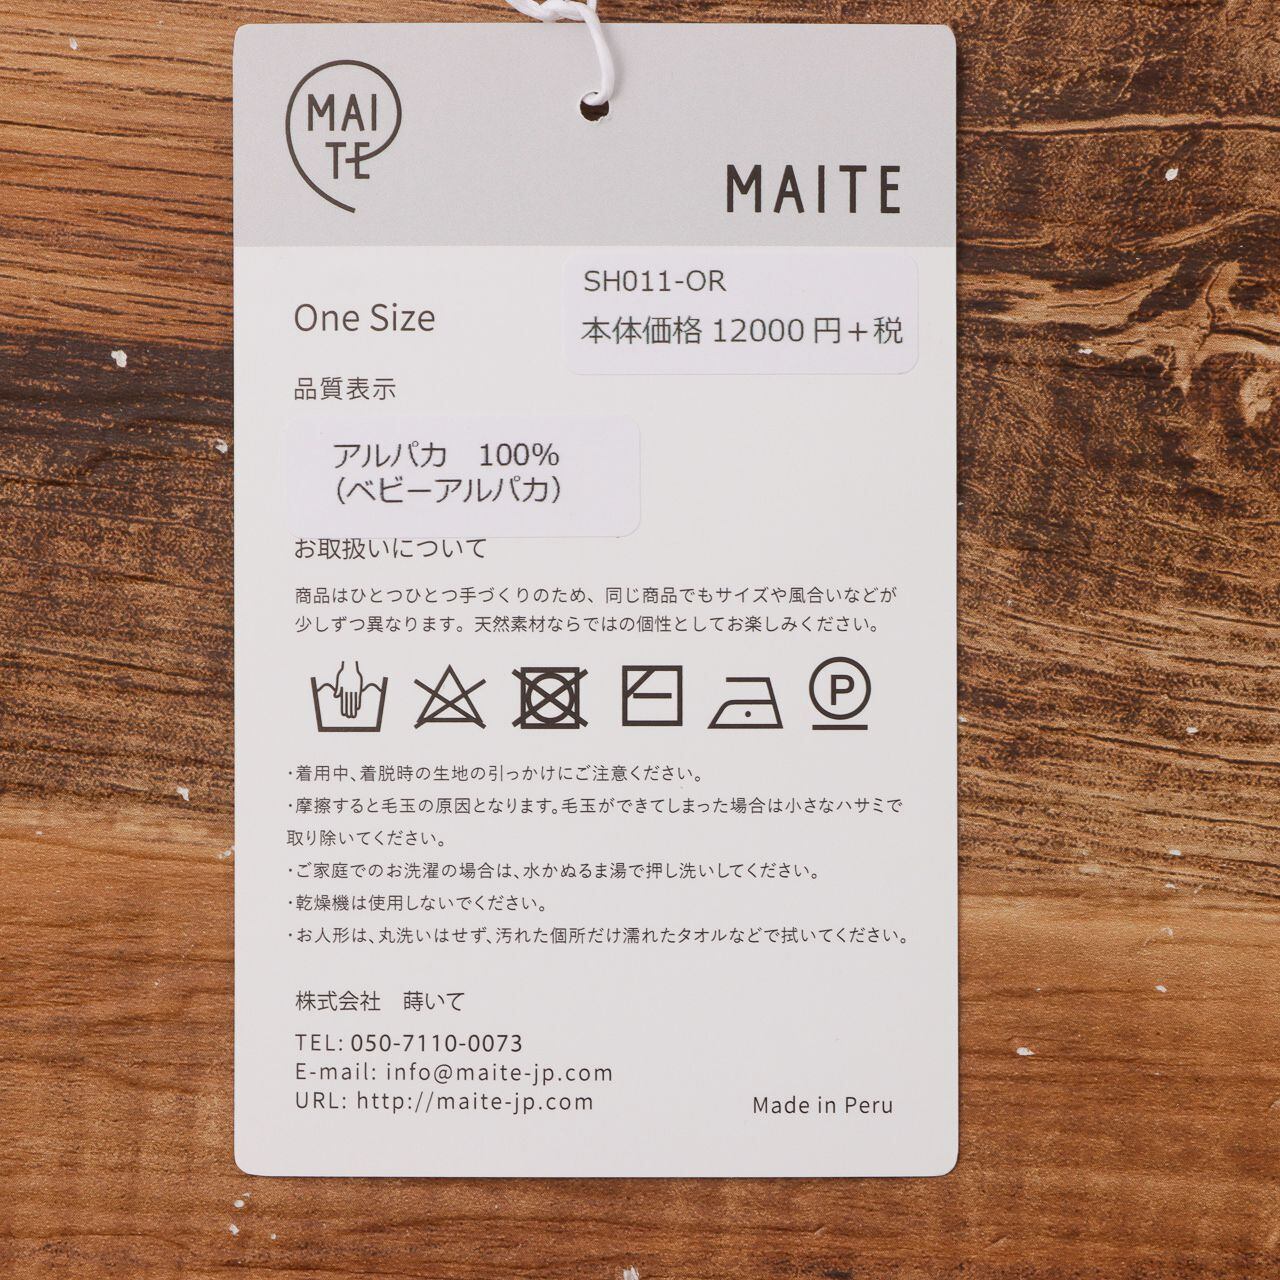 MAI
TE
MAITE
SH011-OR
本体価格 12000 円＋税
One Size
品質表示
アルパカ　100%
（ベビーアルパカ）
お取扱いについて
商品はひとつひとつ手づくりのため、同じ商品でもサイズや風合いなどが
少しずつ異なります。天然素材ならではの個性としてお楽しみください。
P
・着用中、着脱時の生地の引っかけにご注意ください。
・摩擦すると毛玉の原因となります。毛玉ができてしまった場合は小さなハサミで
取り除いてください。
・ご家庭でのお洗濯の場合は、水かぬるま湯で押し洗いしてください。
・乾燥機は使用しないでください。
・お人形は、丸洗いはせず、汚れた個所だけ濡れたタオルなどで拭いてください。
株式会社　蒔いて
TEL: 050-7110-0073
E-mail: info@maite-jp.com
URL: http://maite-jp.com
Made in Peru